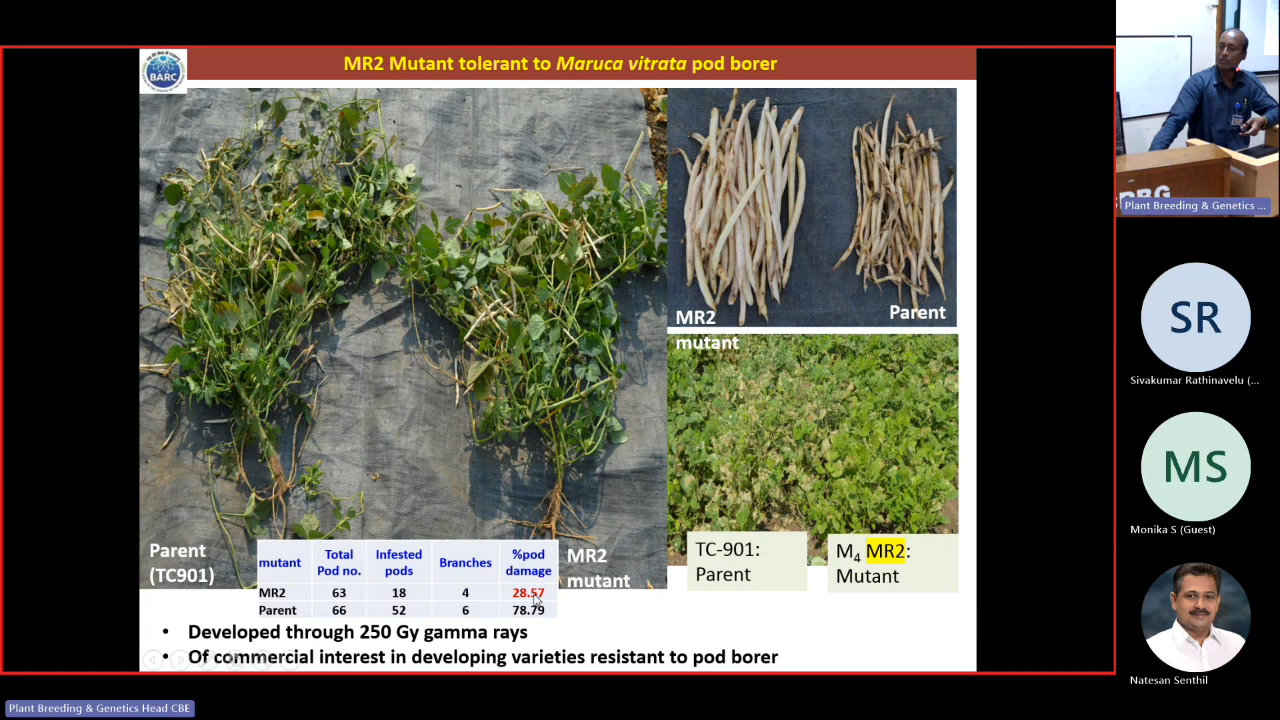 MR2 Mutant tolerant to Maruca vitrata pod borer
BARC
MR2
mutant
Parent
Parent
(TC901)
MR2
mutant
TC-901:
Parent
M4 MR2:
Mutant
mutant Total Pod no. Infested pods Branches %pod damage
MR2 63 18 4 28.57
Parent 66 52 6 78.79
• Developed through 250 Gy gamma rays
• Of commercial interest in developing varieties resistant to pod borer
Plant Breeding & Genetics Head CBE
Plant Breeding & Genetics ...
SR
Sivakumar Rathinavelu (...
MS
Monika S (Guest)
Natesan Senthil